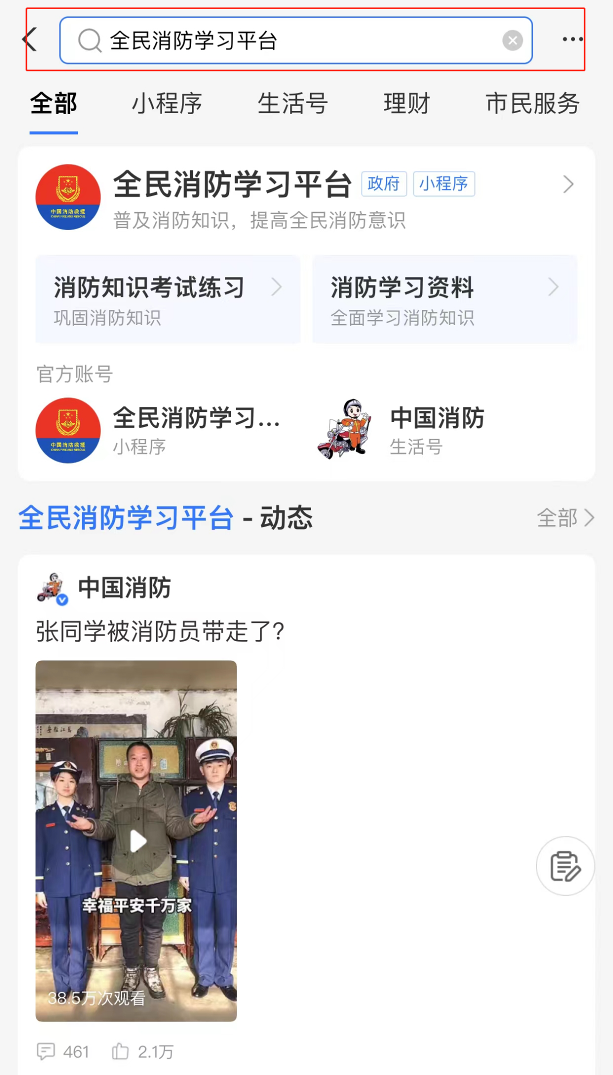 全民消防学习平台
全部 小程序 生活号 理财 市民服务
全民消防学习平台 政府 小程序
普及消防知识，提高全民消防意识
消防知识考试练习 消防学习资料
巩固消防知识 全面学习消防知识
官方账号
全民消防学习... 中国消防
小程序 生活号
全民消防学习平台 - 动态 全部
中国消防
张同学被消防员带走了?
幸福平安千万家
38.5万次观看
461 2.1万